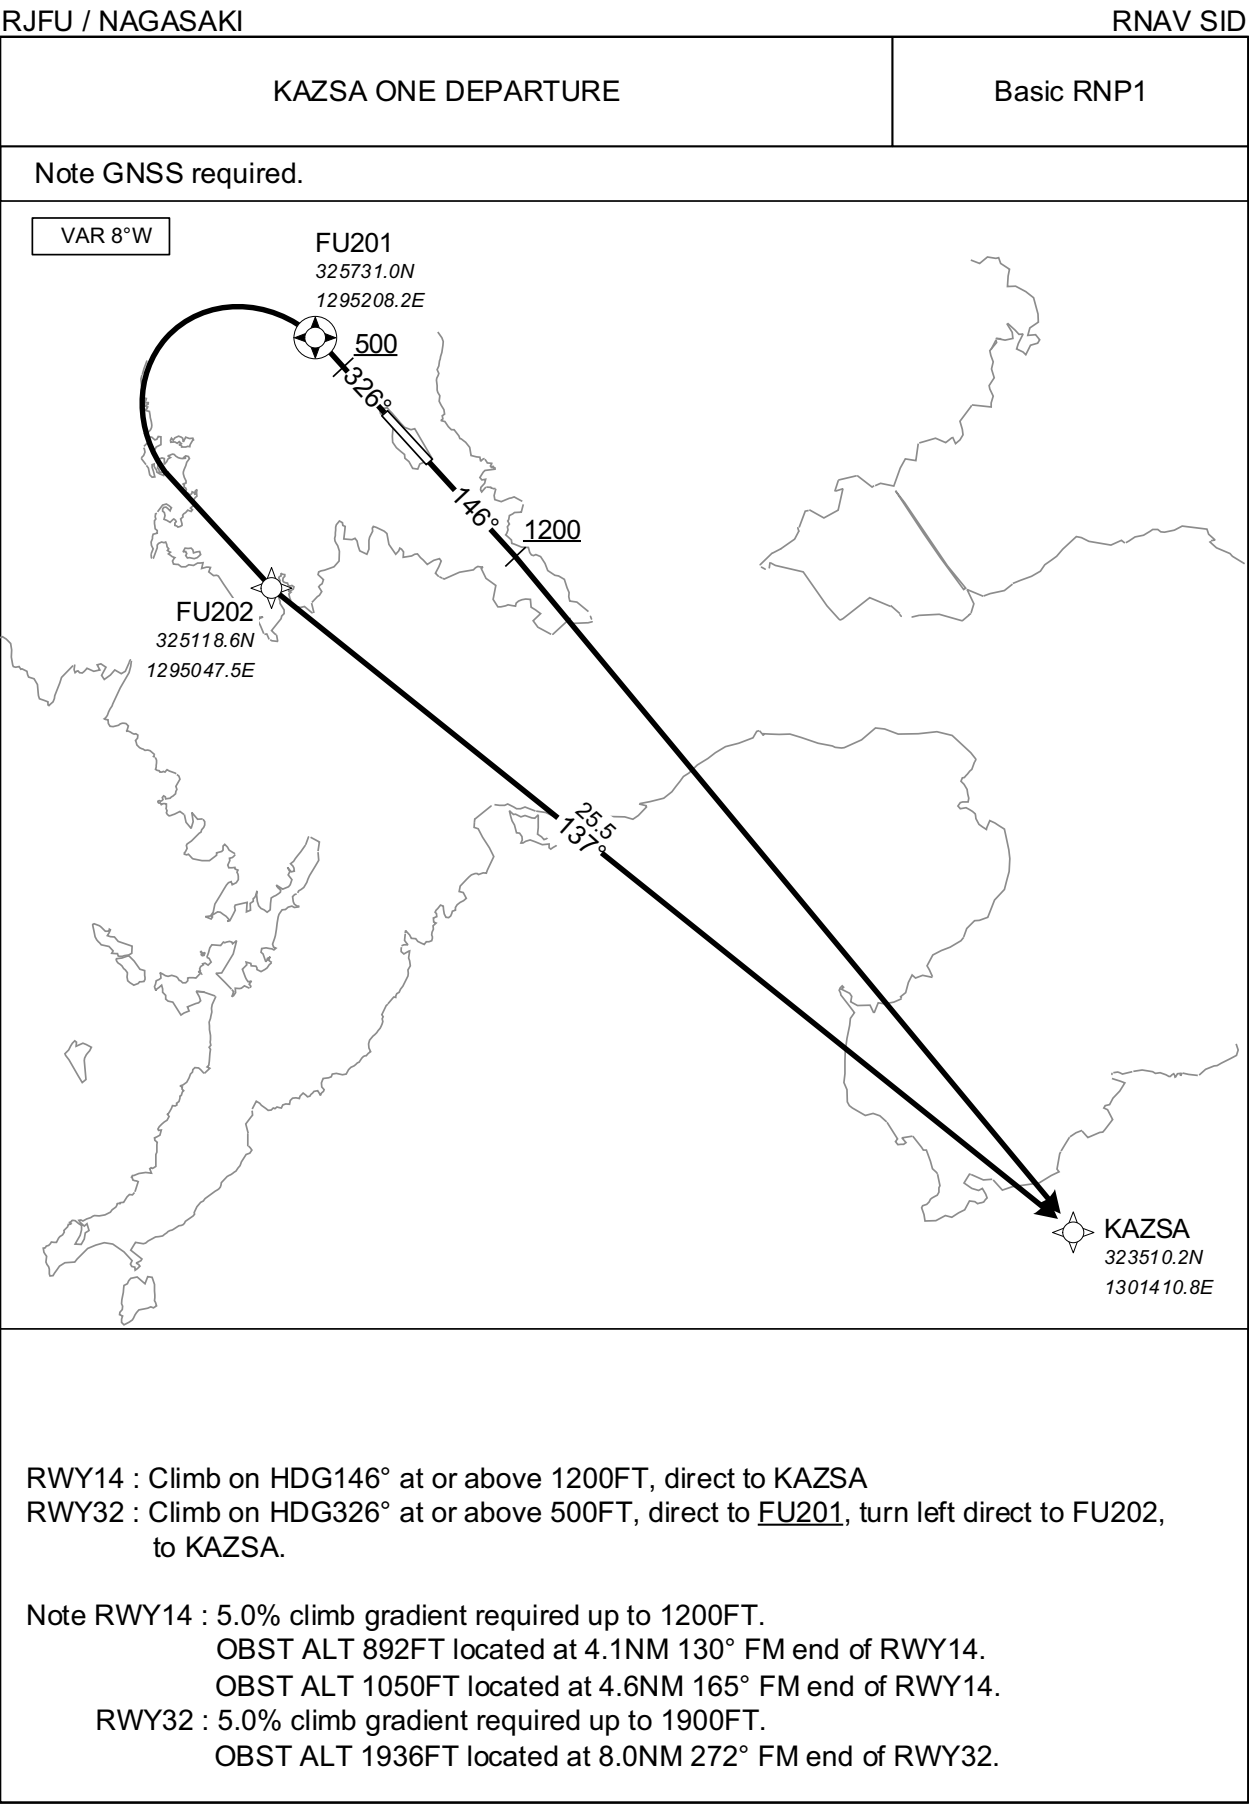 RJFU / NAGASAKI
RNAV SID
KAZSA ONE DEPARTURE
Basic RNP1
Note GNSS required.
VAR 8°W
FU201
325731.0N
1295208.2E
500
326°
146°
1200
FU202
325118.6N
1295047.5E
25.5
137°
KAZSA
323510.2N
1301410.8E
RWY14 : Climb on HDG146° at or above 1200FT, direct to KAZSA
RWY32 : Climb on HDG326° at or above 500FT, direct to FU201, turn left direct to FU202,
to KAZSA.
Note RWY14 : 5.0% climb gradient required up to 1200FT.
OBST ALT 892FT located at 4.1NM 130° FM end of RWY14.
OBST ALT 1050FT located at 4.6NM 165° FM end of RWY14.
RWY32 : 5.0% climb gradient required up to 1900FT.
OBST ALT 1936FT located at 8.0NM 272° FM end of RWY32.